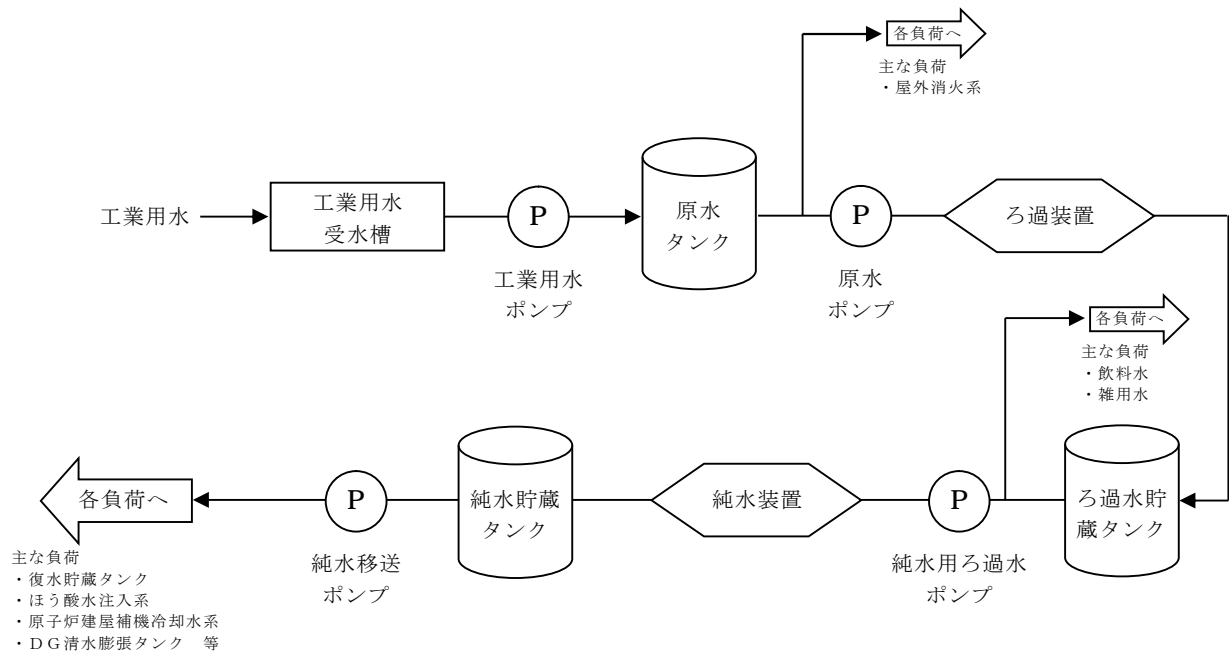 各負荷へ
主な負荷
・屋外消火系
工業用水
工業用水
受水槽
P
工業用水
ポンプ
原水
タンク
P
原水
ポンプ
ろ過装置
各負荷へ
主な負荷
・飲料水
・雑用水
ろ過水貯
蔵タンク
P
純水用ろ過水
ポンプ
純水装置
純水貯蔵
タンク
P
純水移送
ポンプ
各負荷へ
主な負荷
・復水貯蔵タンク
・ほう酸水注入系
・原子炉建屋補機冷却水系
・DG清水膨張タンク　等